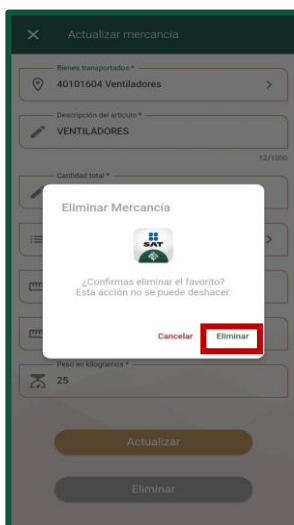 Actualizar mercancía
Bienes transportados *
40101604 Ventiladores
Descripción del artículo *
VENTILADORES
12/1000
Cantidad total *
Eliminar Mercancía
SAT
¿Confirmas eliminar el favorito?
Esta acción no se puede deshacer.
Cancelar
Eliminar
Peso en kilogramos *
25
Actualizar
Eliminar